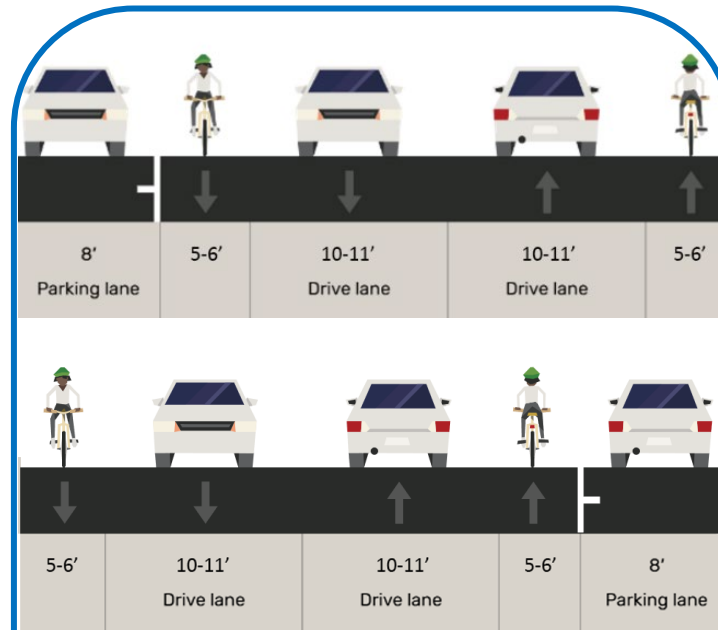 8' 5-6' 10-11' 10-11' 5-6'
Parking lane Drive lane Drive lane
5-6' 10-11' 10-11' 5-6' 8'
Drive lane Drive lane Parking lane